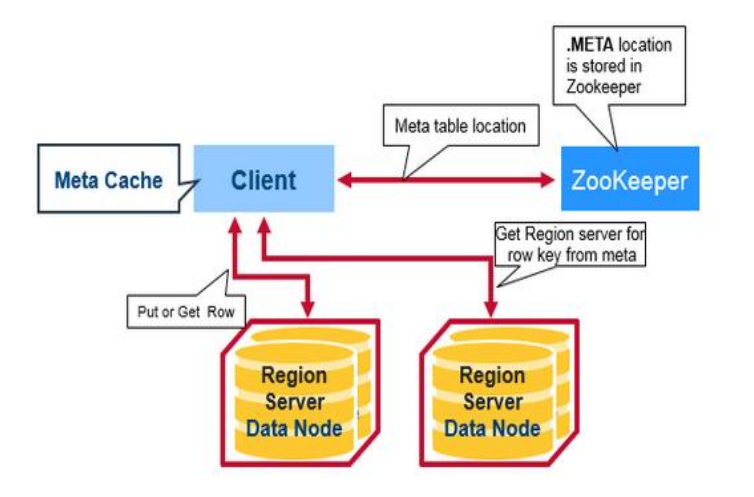 .META location
is stored in
Zookeeper
Meta table location
Meta Cache
Client
ZooKeeper
Get Region server for
row key from meta
Put or Get Row
Region
Server
Data Node
Region
Server
Data Node